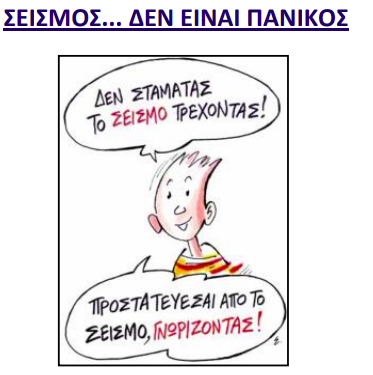 ΣΕΙΣΜΟΣ... ΔΕΝ ΕΙΝΑΙ ΠΑΝΙΚΟΣ
ΔΕΝ ΣΤΑΜΑΤΑΣ
ΤΟ ΣΕΙΣΜΟ ΤΡΕΧΟΝΤΑΣ!
ΠΡΟΣΤΑΤΕΥΕΣΑΙ ΑΠΟ ΤΟ
ΣΕΙΣΜΟ, ΓΝΩΡΙΖΟΝΤΑΣ!